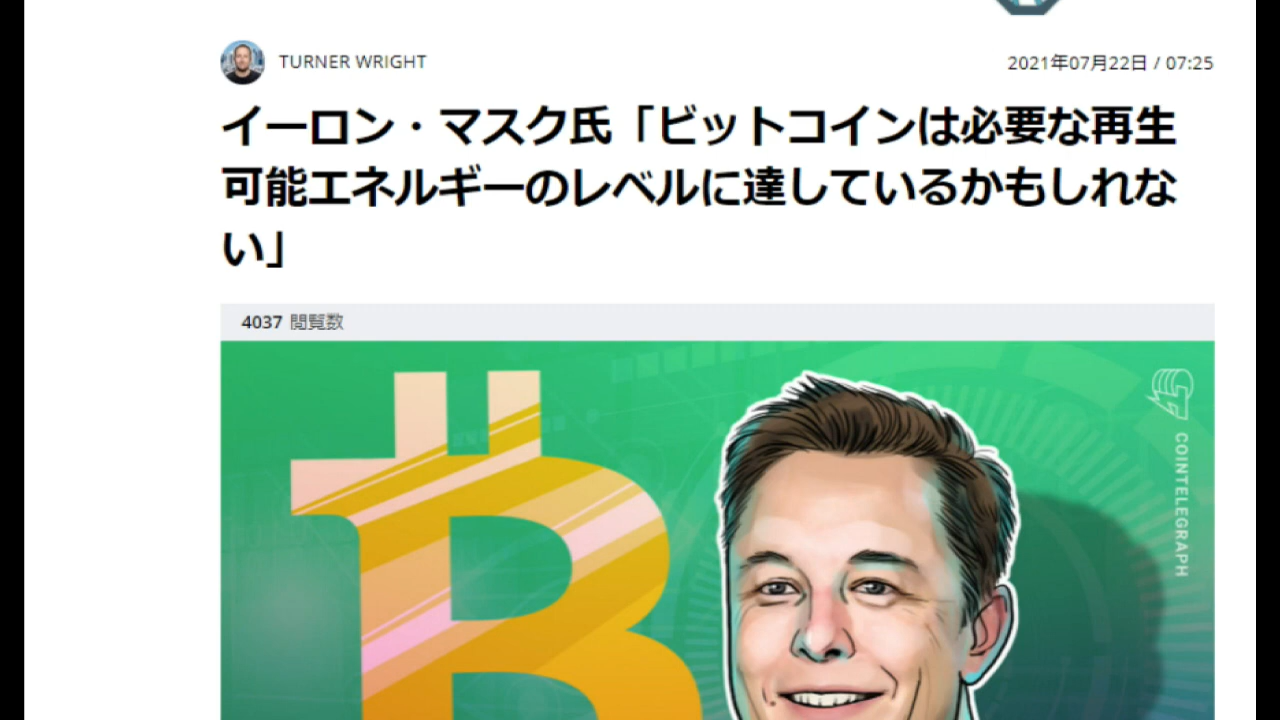 TURNER WRIGHT
2021年07月22日 / 07:25
イーロン・マスク氏「ビットコインは必要な再生
可能エネルギーのレベルに達しているかもしれな
い」
4037 閲覧数
COINTELEGRAPH